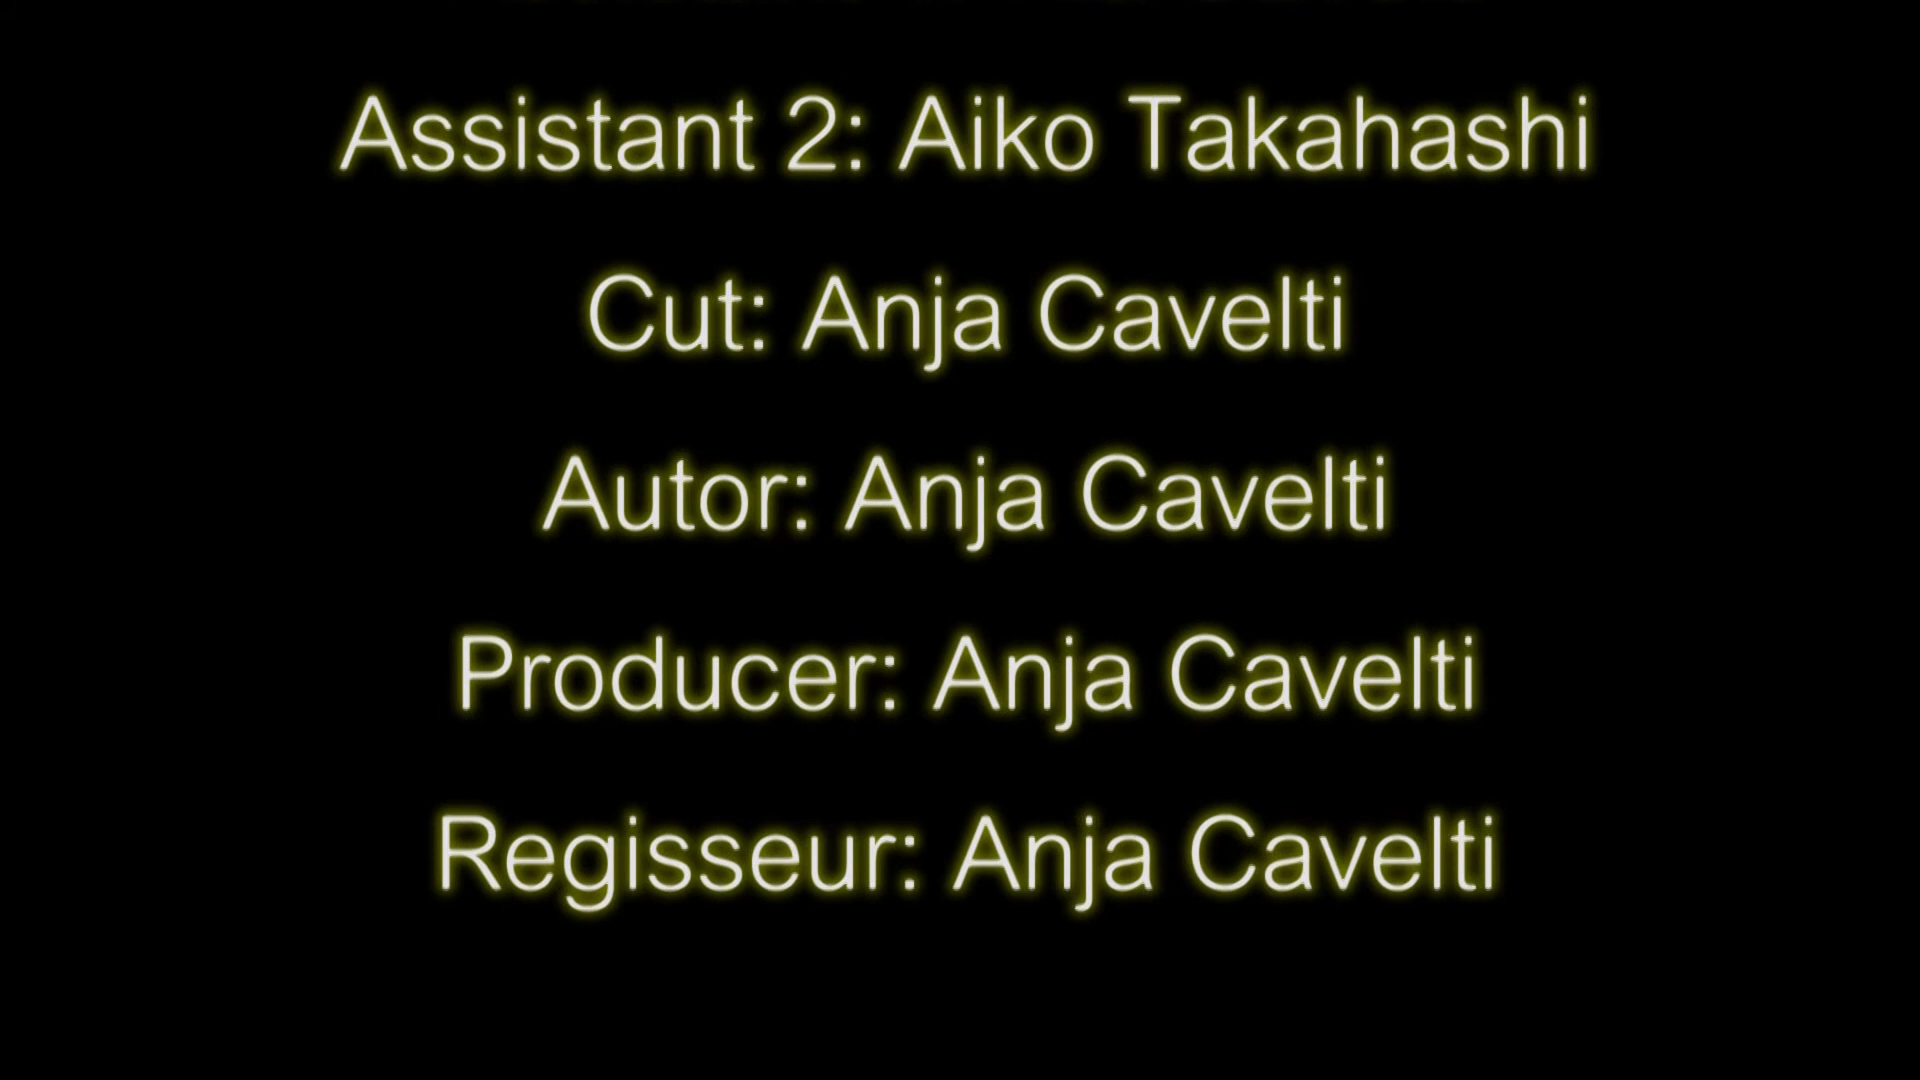 Assistant 2: Aiko Takahashi
Cut: Anja Cavelti
Autor: Anja Cavelti
Producer: Anja Cavelti
Regisseur: Anja Cavelti